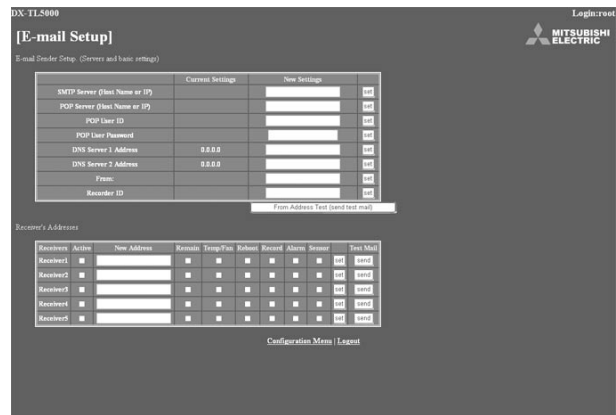 DX-TL5000 Login:root
[E-mail Setup]
MITSUBISHI
ELECTRIC
E-mail Sender Setup. (Servers and basic settings)
Current Settings New Settings
SMTP Server (Host Name or IP) set
POP Server (Host Name or IP) set
POP User ID set
POP User Password set
DNS Server 1 Address 0.0.0.0 set
DNS Server 2 Address 0.0.0.0 set
From: set
Recorder ID set
From Address Test (send test mail)
Receiver's Addresses
Receivers Active New Address Remain Temp/Fan Reboot Record Alarm Sensor Test Mail
Receiver1 set send
Receiver2 set send
Receiver3 set send
Receiver4 set send
Receiver5 set send
Configuration Menu | Logout